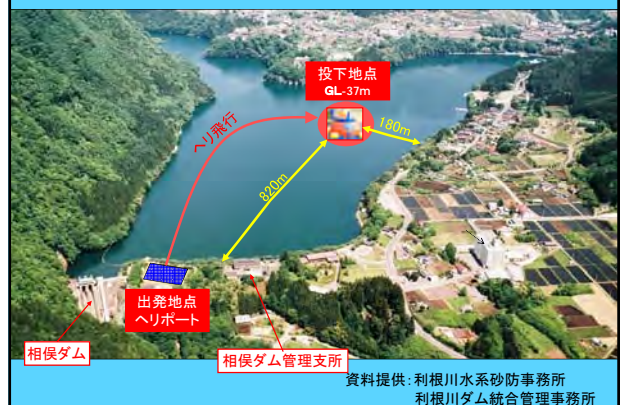 投下地点
GL-37m
ヘリ飛行
180m
820m
出発地点
ヘリポート
相俣ダム
相俣ダム管理支所
資料提供：利根川水系砂防事務所
利根川ダム統合管理事務所